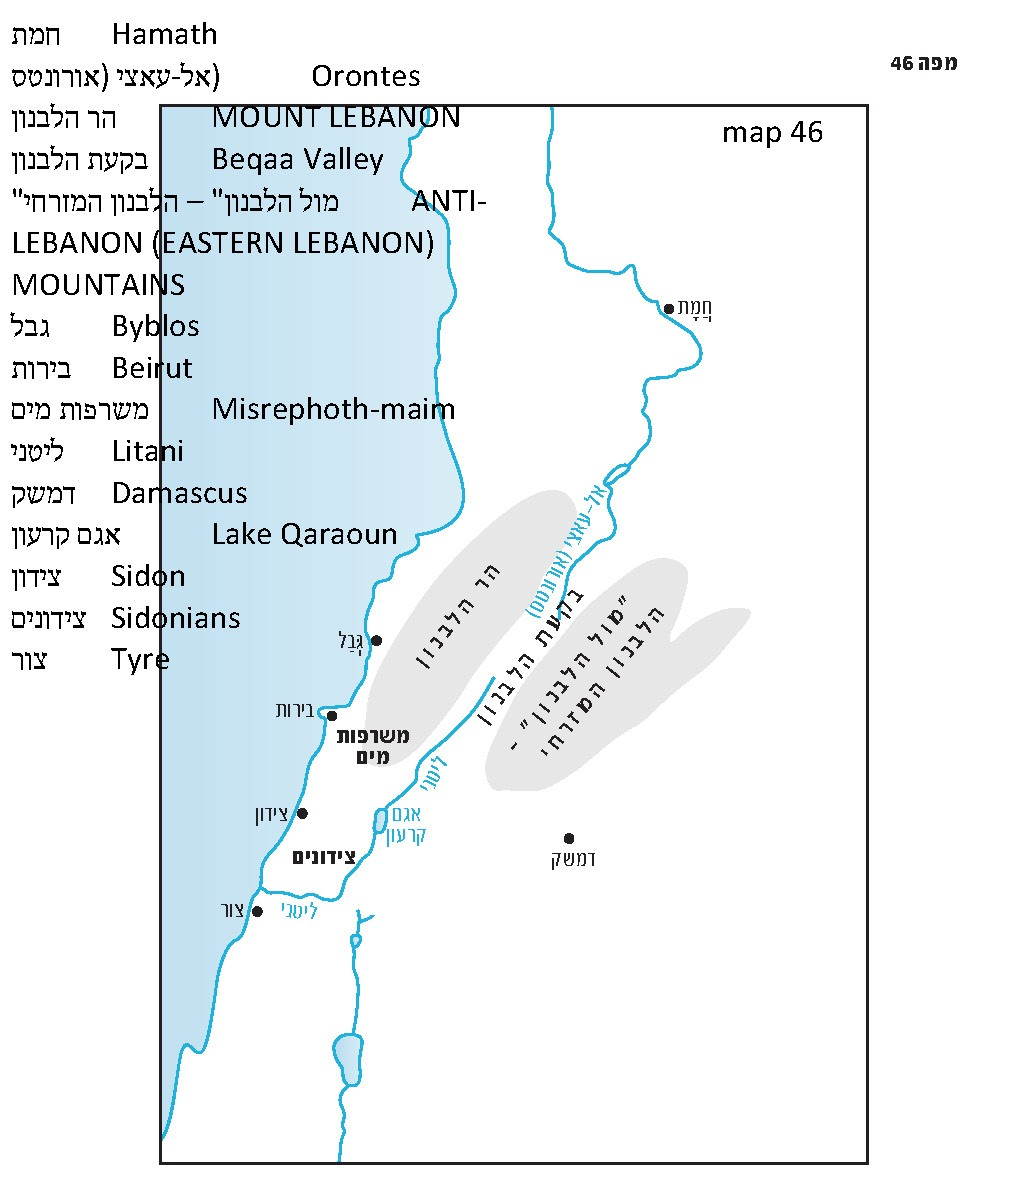 חמת Hamath
אל-עאצי (אורונטס) Orontes
הר הלבנון MOUNT LEBANON
בקעת הלבנון Beqaa Valley
"מול הלבנון" – הלבנון המזרחי ANTI-
LEBANON (EASTERN LEBANON)
MOUNTAINS
גבל Byblos
בירות Beirut
משרפות מים Misrephoth-maim
ליטני Litani
דמשק Damascus
אגם קרעון Lake Qaraoun
צידון Sidon
צידונים Sidonians
צור Tyre
מפה 46
map 46
חֲמָת
אל-עאצי (אורונטס)
הר הלבנון
בקעת הלבנון
"מול הלבנון" -
הלבנון המזרחי
גְּבַל
בירות
משרפות
מים
ליטני
צידון
אגם
קרעון
דמשק
צידונים
צור
ליטני